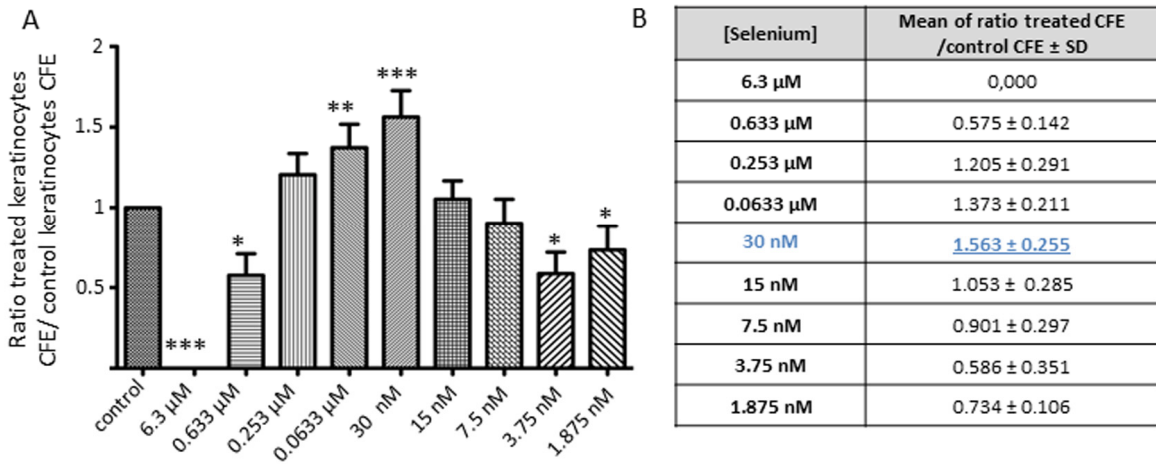 A
Ratio treated keratinocytes
CFE/ control keratinocytes CFE
2
1.5
1
0.5
***
*
**
***
*
*
control
6.3 µM
0.633 µM
0.253 µM
0.0633 µM
30 nM
15 nM
7.5 nM
3.75 nM
1.875 nM
B
[Selenium] Mean of ratio treated CFE
/control CFE ± SD
6.3 µM 0,000
0.633 µM 0.575 ± 0.142
0.253 µM 1.205 ± 0.291
0.0633 µM 1.373 ± 0.211
30 nM 1.563 ± 0.255
15 nM 1.053 ± 0.285
7.5 nM 0.901 ± 0.297
3.75 nM 0.586 ± 0.351
1.875 nM 0.734 ± 0.106